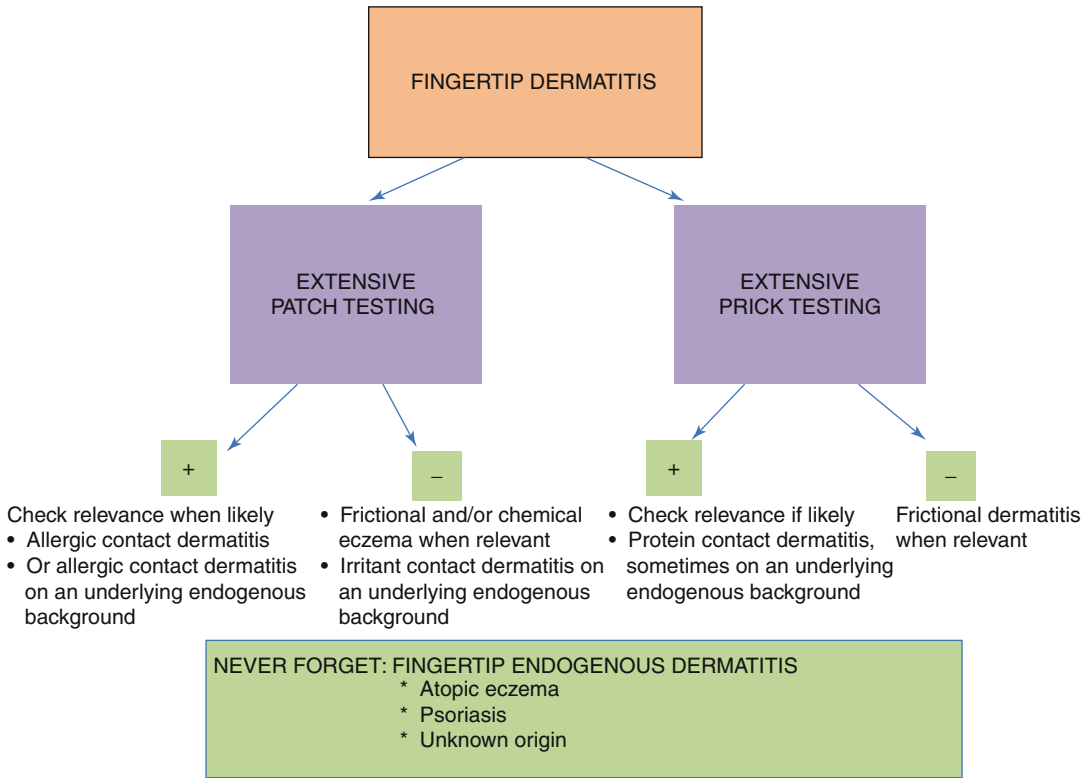 FINGERTIP DERMATITIS
EXTENSIVE
PATCH TESTING
EXTENSIVE
PRICK TESTING
+
Check relevance when likely
• Allergic contact dermatitis
• Or allergic contact dermatitis
on an underlying endogenous
background
–
• Frictional and/or chemical
eczema when relevant
• Irritant contact dermatitis on
an underlying endogenous
background
+
• Check relevance if likely
• Protein contact dermatitis,
sometimes on an underlying
endogenous background
–
Frictional dermatitis
when relevant
NEVER FORGET: FINGERTIP ENDOGENOUS DERMATITIS
* Atopic eczema
* Psoriasis
* Unknown origin